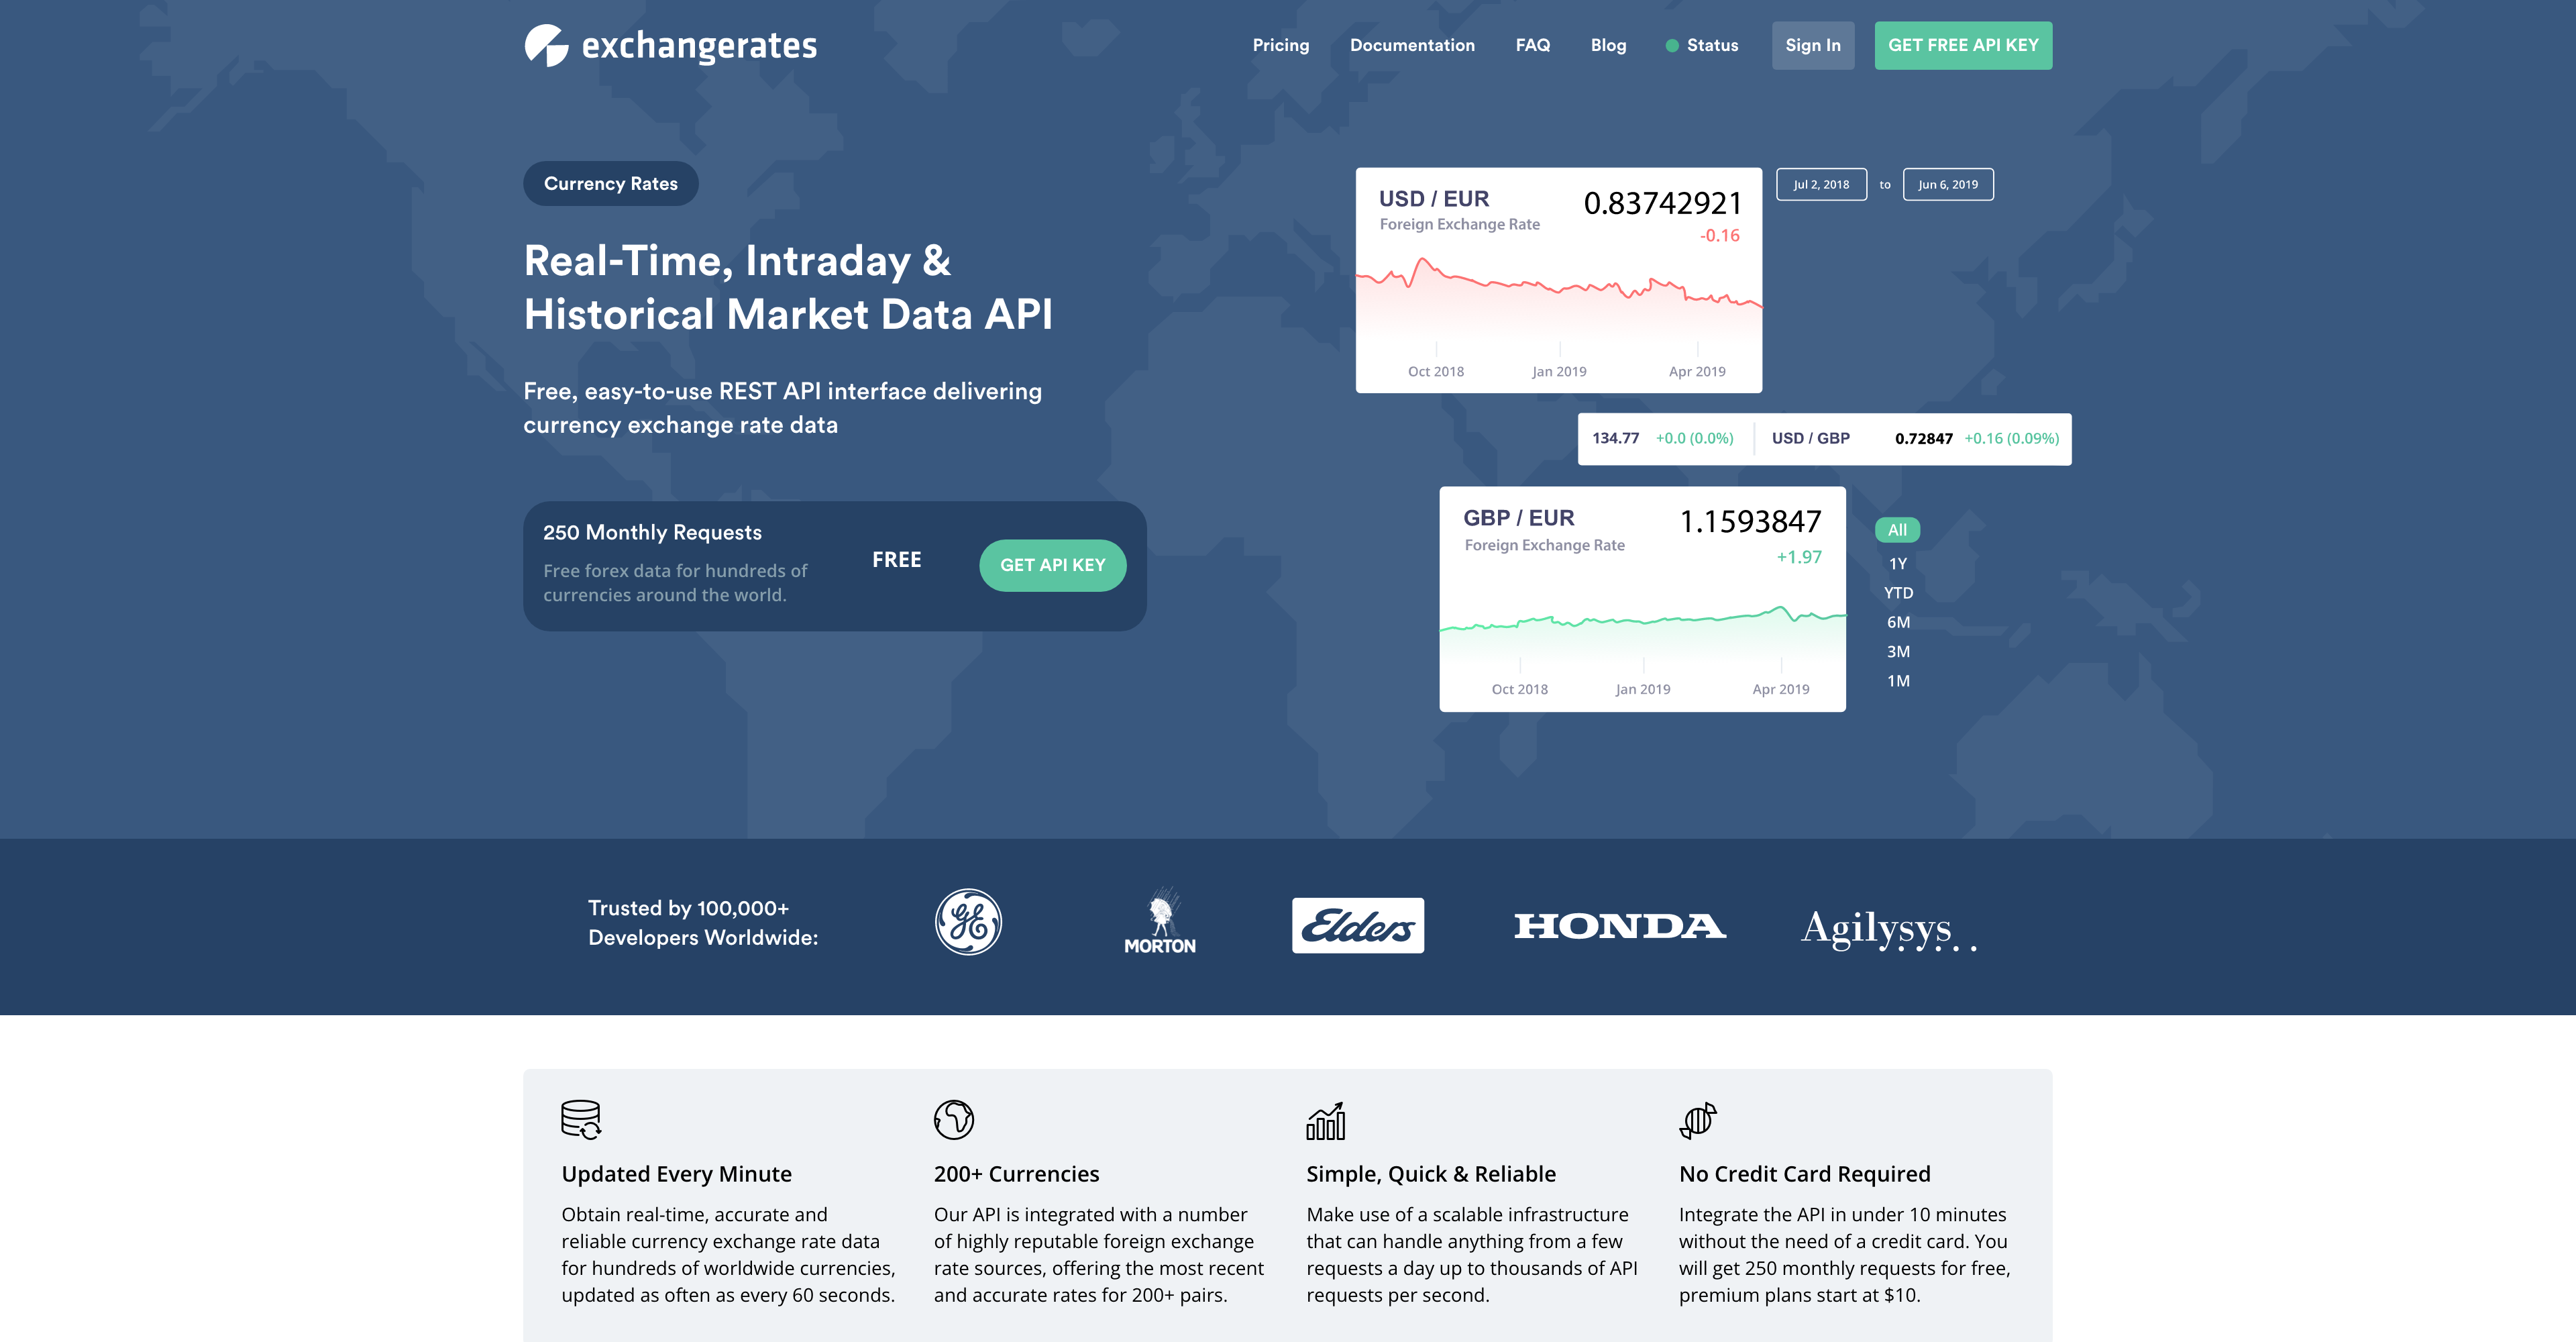 exchangerates
Pricing
Documentation
FAQ
Blog
Status
Sign In
GET FREE API KEY
Currency Rates
Real-Time, Intraday &
Historical Market Data API
Free, easy-to-use REST API interface delivering
currency exchange rate data
250 Monthly Requests
Free forex data for hundreds of
currencies around the world.
FREE
GET API KEY
USD / EUR
Foreign Exchange Rate
0.83742921
-0.16
Oct 2018
Jan 2019
Apr 2019
Jul 2, 2018
to
Jun 6, 2019
134.77 +0.0 (0.0%)
USD / GBP 0.72847 +0.16 (0.09%)
GBP / EUR
Foreign Exchange Rate
1.1593847
+1.97
Oct 2018
Jan 2019
Apr 2019
All
1Y
YTD
6M
3M
1M
Trusted by 100,000+
Developers Worldwide:
GE
MORTON
Elders
HONDA
Agilysys
Updated Every Minute
Obtain real-time, accurate and
reliable currency exchange rate data
for hundreds of worldwide currencies,
updated as often as every 60 seconds.
200+ Currencies
Our API is integrated with a number
of highly reputable foreign exchange
rate sources, offering the most recent
and accurate rates for 200+ pairs.
Simple, Quick & Reliable
Make use of a scalable infrastructure
that can handle anything from a few
requests a day up to thousands of API
requests per second.
No Credit Card Required
Integrate the API in under 10 minutes
without the need of a credit card. You
will get 250 monthly requests for free,
premium plans start at $10.